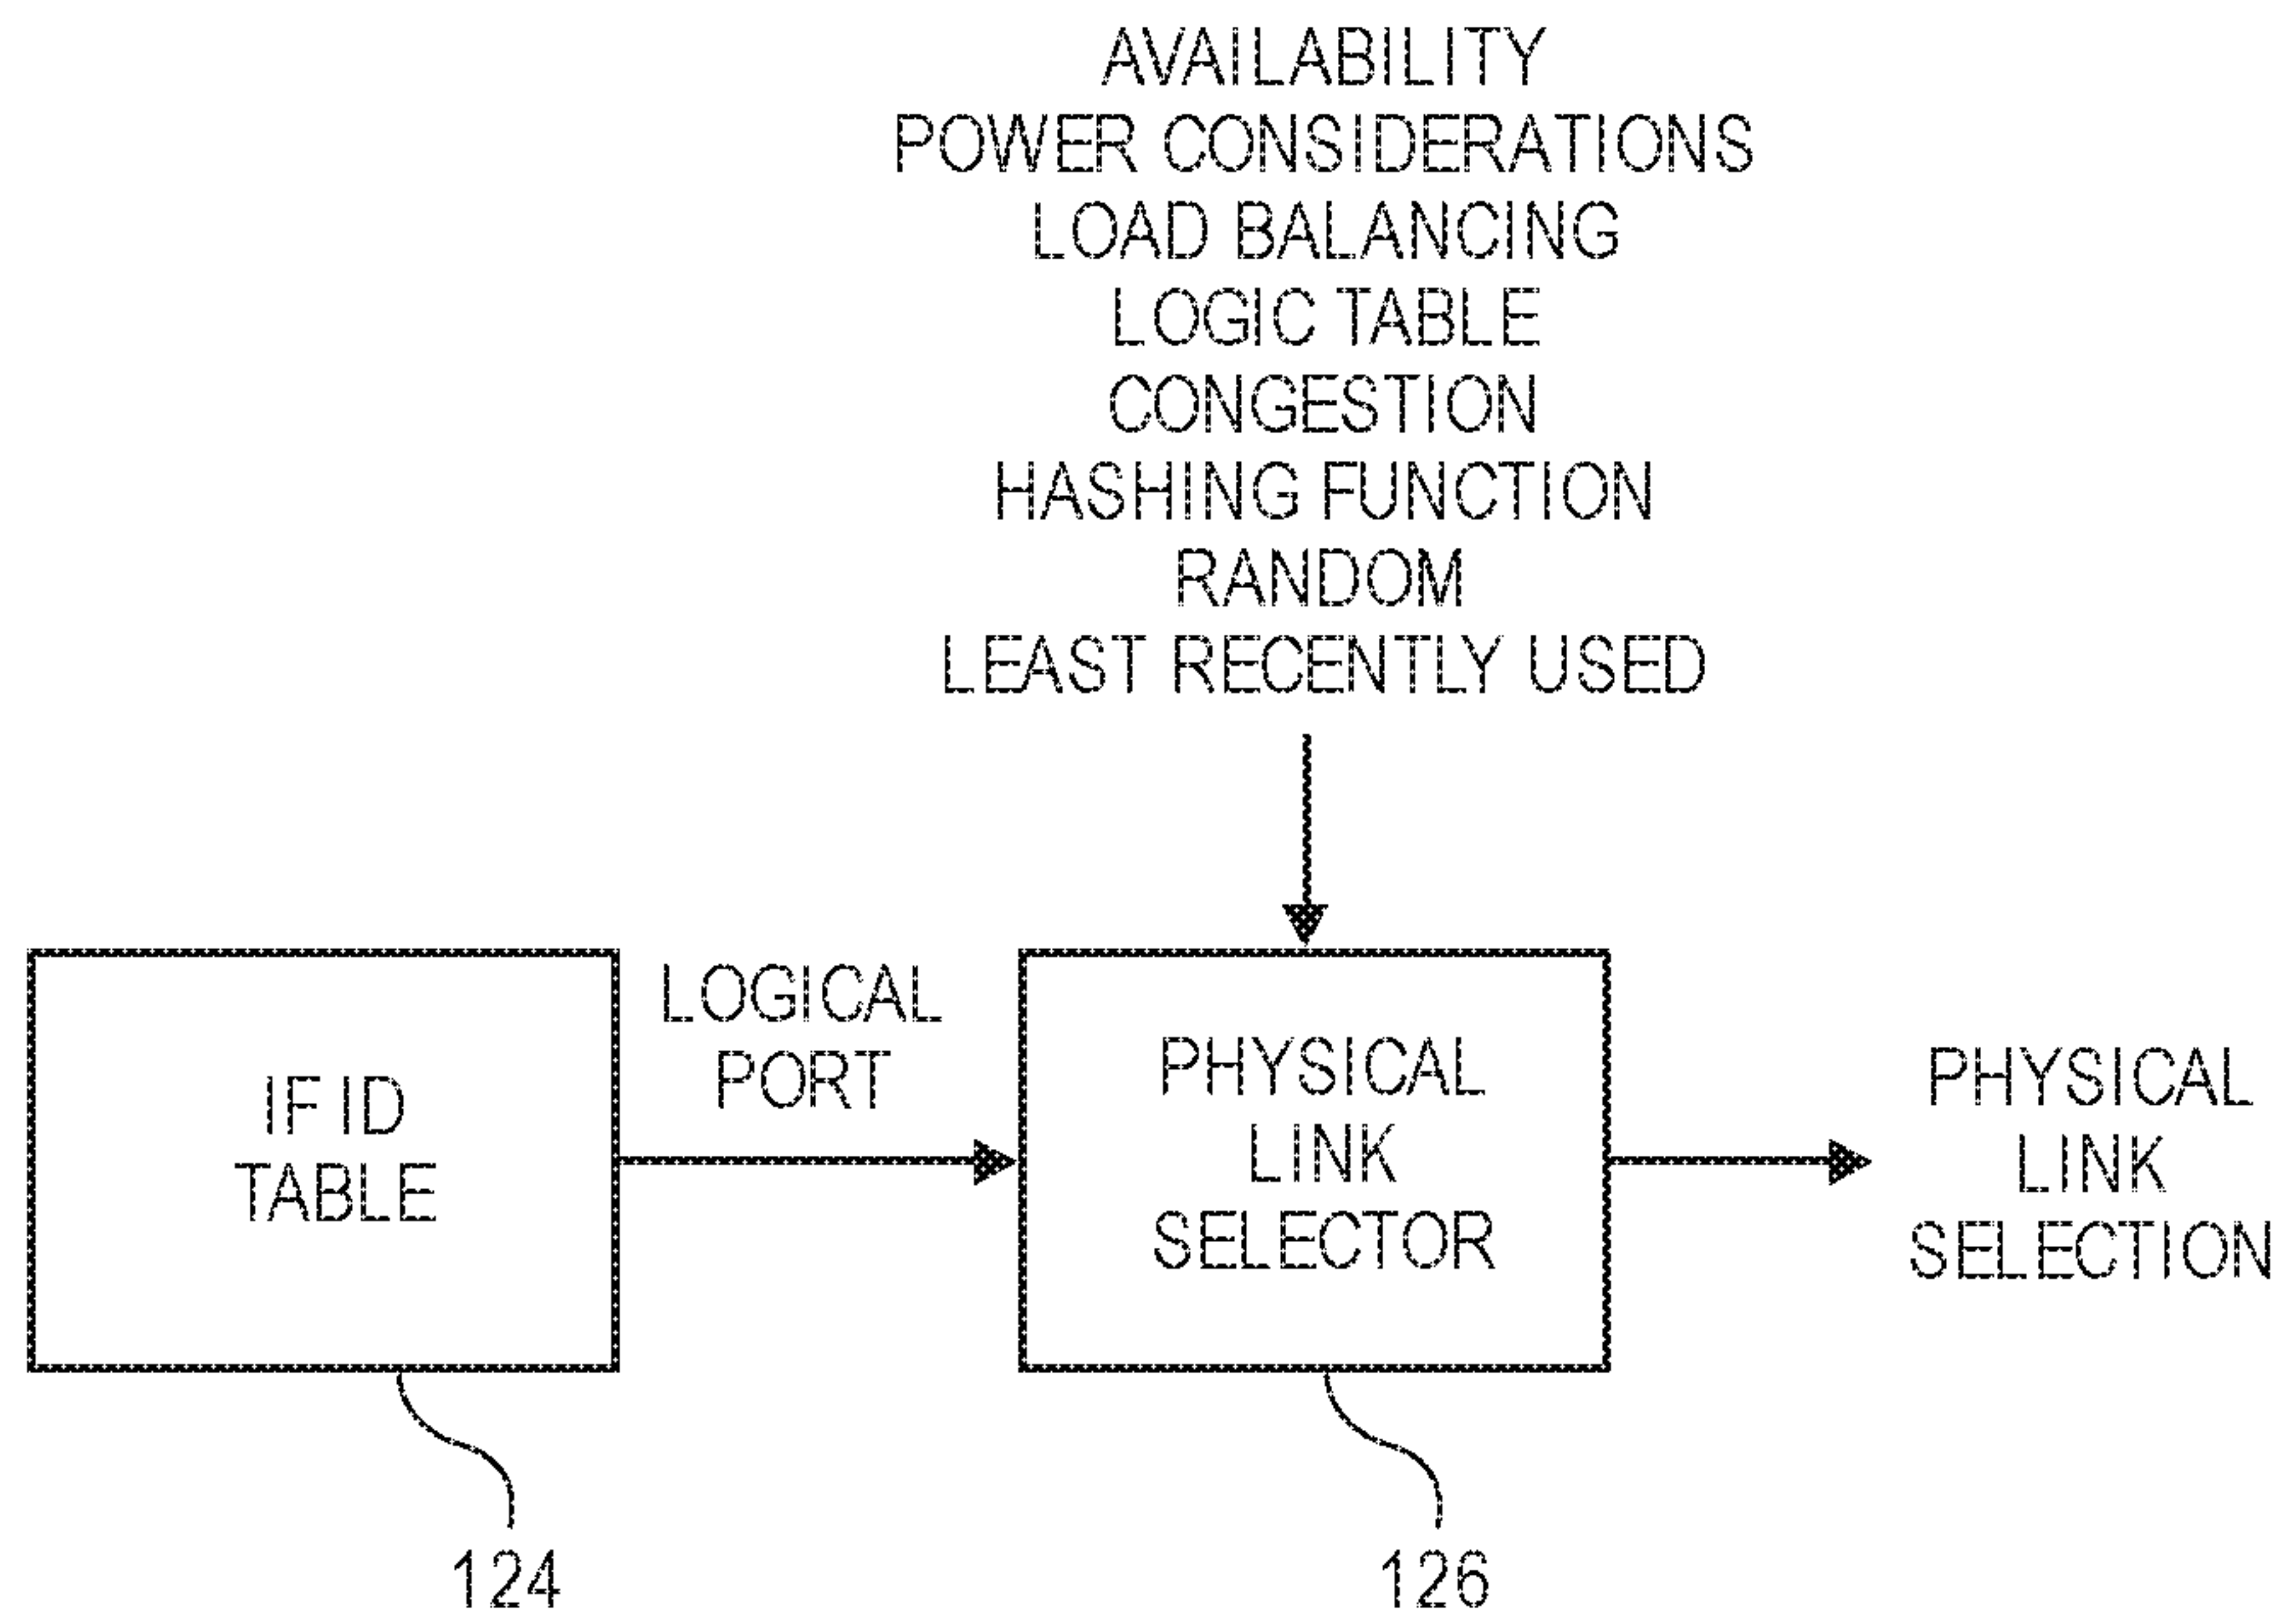 AVAILABILITY
POWER CONSIDERATIONS
LOAD BALANCING
LOGIC TABLE
CONGESTION
HASHING FUNCTION
RANDOM
LEAST RECENTLY USED
IF ID
TABLE
LOGICAL
PORT
PHYSICAL
LINK
SELECTOR
PHYSICAL
LINK
SELECTION
124
126